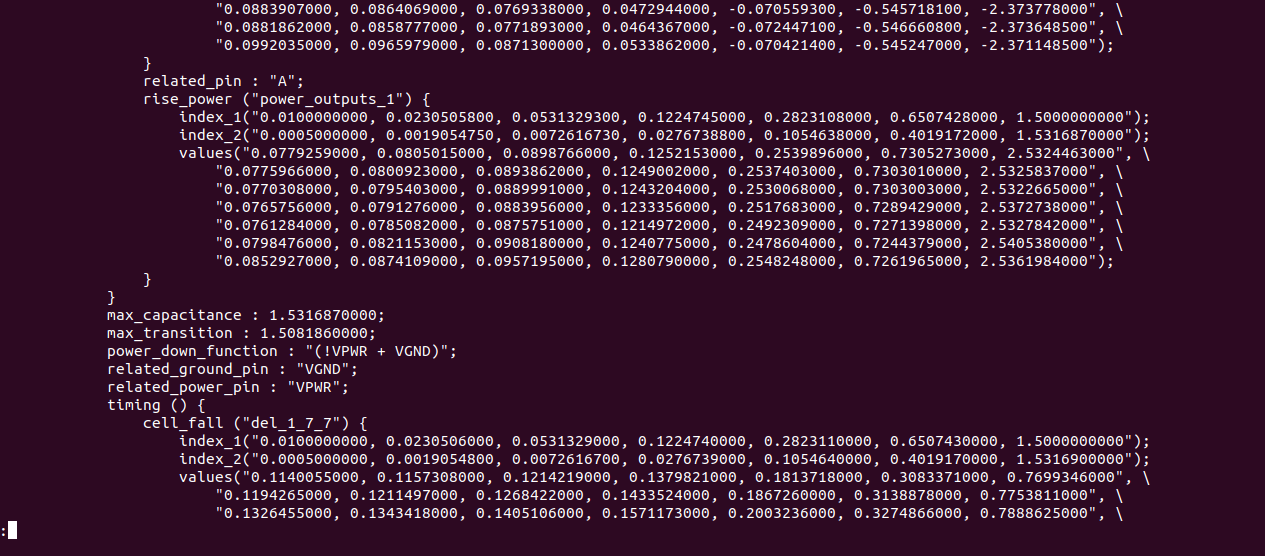 "0.0883907000, 0.0864069000, 0.0769338000, 0.0472944000, -0.070559300, -0.545718100, -2.373778000", \
"0.0881862000, 0.0858777000, 0.0771893000, 0.0464367000, -0.072447100, -0.546660800, -2.373648500", \
"0.0992035000, 0.0965979000, 0.0871300000, 0.0533862000, -0.070421400, -0.545247000, -2.371148500");
}
related_pin : "A";
rise_power ("power_outputs_1") {
index_1("0.0100000000, 0.0230505800, 0.0531329300, 0.1224745000, 0.2823108000, 0.6507428000, 1.5000000000");
index_2("0.0005000000, 0.0019054750, 0.0072616730, 0.0276738800, 0.1054638000, 0.4019172000, 1.5316870000");
values("0.0779259000, 0.0805015000, 0.0898766000, 0.1252153000, 0.2539896000, 0.7305273000, 2.5324463000", \
"0.0775966000, 0.0800923000, 0.0893862000, 0.1249002000, 0.2537403000, 0.7303010000, 2.5325837000", \
"0.0770308000, 0.0795403000, 0.0889991000, 0.1243204000, 0.2530068000, 0.7303003000, 2.5322665000", \
"0.0765756000, 0.0791276000, 0.0883956000, 0.1233356000, 0.2517683000, 0.7289429000, 2.5372738000", \
"0.0761284000, 0.0785082000, 0.0875751000, 0.1214972000, 0.2492309000, 0.7271398000, 2.5327842000", \
"0.0798476000, 0.0821153000, 0.0908180000, 0.1240775000, 0.2478604000, 0.7244379000, 2.5405380000", \
"0.0852927000, 0.0874109000, 0.0957195000, 0.1280790000, 0.2548248000, 0.7261965000, 2.5361984000");
}
}
max_capacitance : 1.5316870000;
max_transition : 1.5081860000;
power_down_function : "(!VPWR + VGND)";
related_ground_pin : "VGND";
related_power_pin : "VPWR";
timing () {
cell_fall ("del_1_7_7") {
index_1("0.0100000000, 0.0230506000, 0.0531329000, 0.1224740000, 0.2823110000, 0.6507430000, 1.5000000000");
index_2("0.0005000000, 0.0019054800, 0.0072616700, 0.0276739000, 0.1054640000, 0.4019170000, 1.5316900000");
values("0.1140055000, 0.1157308000, 0.1214219000, 0.1379821000, 0.1813718000, 0.3083371000, 0.7699346000", \
"0.1194265000, 0.1211497000, 0.1268422000, 0.1433524000, 0.1867260000, 0.3138878000, 0.7753811000", \
"0.1326455000, 0.1343418000, 0.1405106000, 0.1571173000, 0.2003236000, 0.3274866000, 0.7888625000", \
: